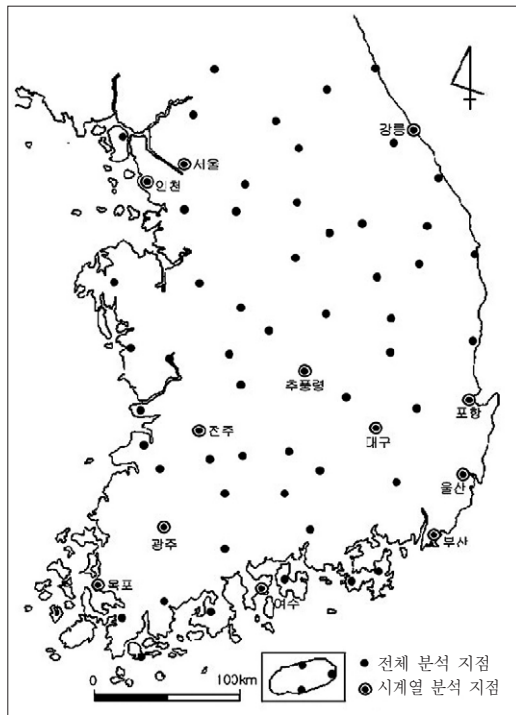 강릉
서울
인천
추풍령
포항
전주
대구
울산
광주
부산
목포
여수
0 100km
전체 분석 지점
시계열 분석 지점